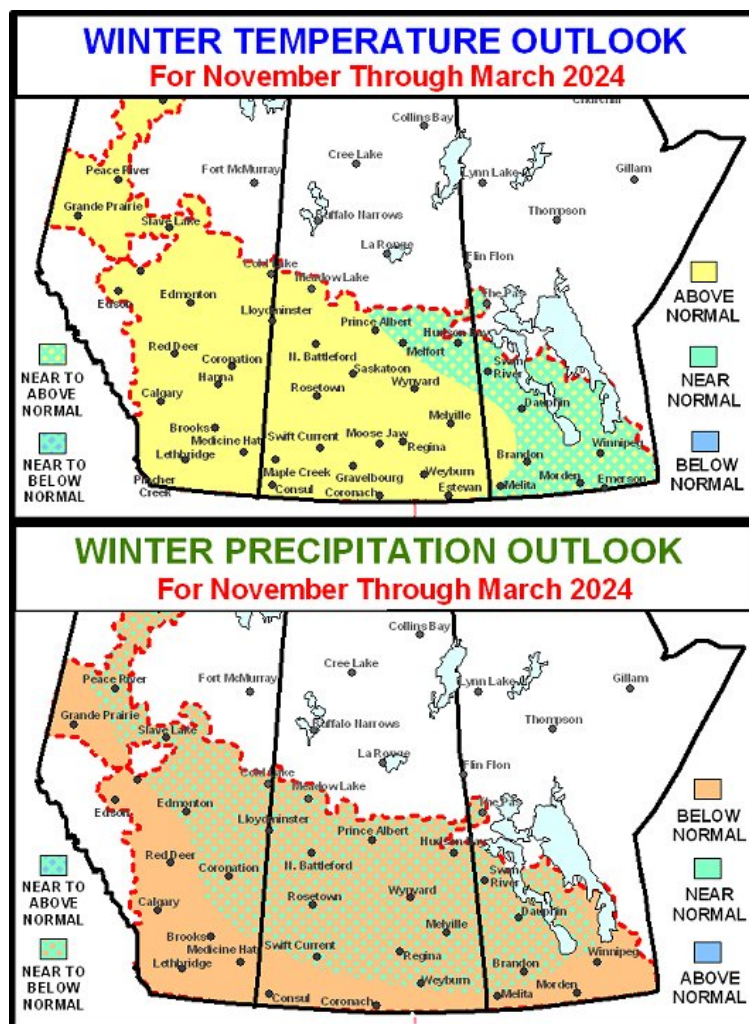 WINTER TEMPERATURE OUTLOOK
For November Through March 2024
Collins Bay
Peace River
Fort McMurray
Cree Lake
Lynn Lake
Gillam
Grande Prairie
Slave Lake
Buffalo Narrows
Thompson
La Ronge
Flin Flon
Cold Lake
Meadow Lake
Edson
Edmonton
The Pas
ABOVE
NORMAL
Lloydminster
Prince Albert
Hudson Bay
Melfort
Red Deer
Coronation
N. Battleford
Saskatoon
Swan
River
NEAR TO
ABOVE
NORMAL
Hanna
Rosetown
Wynyard
NEAR
NORMAL
Calgary
Dauphin
Brooks
Melville
Medicine Hat
Swift Current
Moose Jaw
Regina
Winnipeg
NEAR TO
BELOW
NORMAL
Lethbridge
Maple Creek
Brandon
BELOW
NORMAL
Pincher
Creek
Consul
Gravelbourg
Weyburn
Coronach
Estevan
Melita
Morden
Emerson
WINTER PRECIPITATION OUTLOOK
For November Through March 2024
Collins Bay
Peace River
Fort McMurray
Cree Lake
Lynn Lake
Gillam
Grande Prairie
Slave Lake
Buffalo Narrows
Thompson
La Ronge
Flin Flon
Cold Lake
Meadow Lake
Edson
Edmonton
The Pas
BELOW
NORMAL
Lloydminster
Prince Albert
Hudson Bay
Red Deer
Coronation
N. Battleford
Swan
River
NEAR TO
ABOVE
NORMAL
Rosetown
Wynyard
NEAR
NORMAL
Calgary
Dauphin
Brooks
Melville
Medicine Hat
Swift Current
Regina
Winnipeg
NEAR TO
BELOW
NORMAL
Lethbridge
Weyburn
Brandon
ABOVE
NORMAL
Consul
Coronach
Melita
Morden